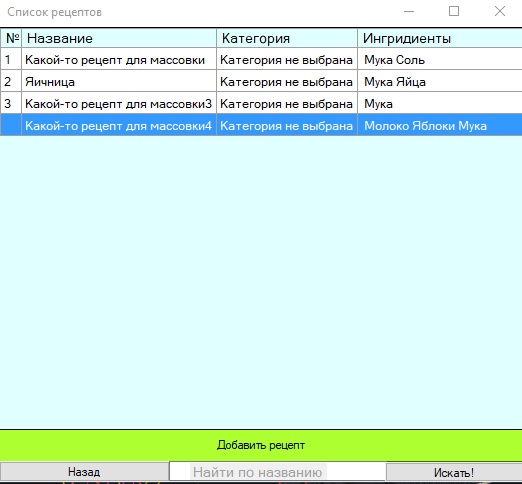 Список рецептов
№ Название Категория Ингридиенты
1 Какой-то рецепт для массовки Категория не выбрана Мука Соль
2 Яичница Категория не выбрана Мука Яйца
3 Какой-то рецепт для массовки3 Категория не выбрана Мука
Какой-то рецепт для массовки4 Категория не выбрана Молоко Яблоки Мука
Добавить рецепт
Назад Найти по названию Искать!